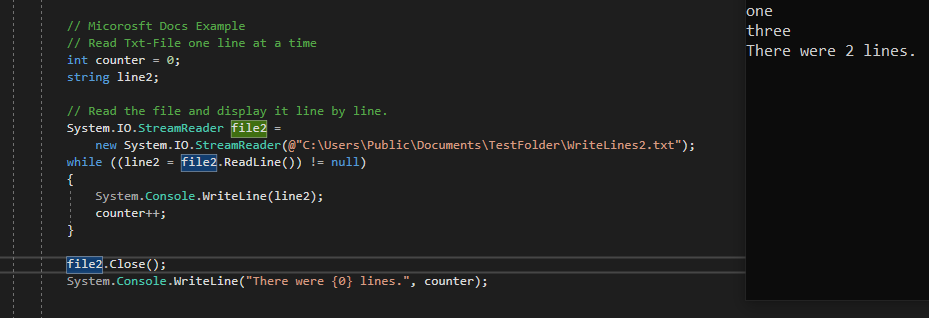 // Micorosft Docs Example
// Read Txt-File one line at a time
int counter = 0;
string line2;

// Read the file and display it line by line.
System.IO.StreamReader file2 =
    new System.IO.StreamReader(@"C:\Users\Public\Documents\TestFolder\WriteLines2.txt");
while ((line2 = file2.ReadLine()) != null)
{
    System.Console.WriteLine(line2);
    counter++;
}

file2.Close();
System.Console.WriteLine("There were {0} lines.", counter);
one
three
There were 2 lines.